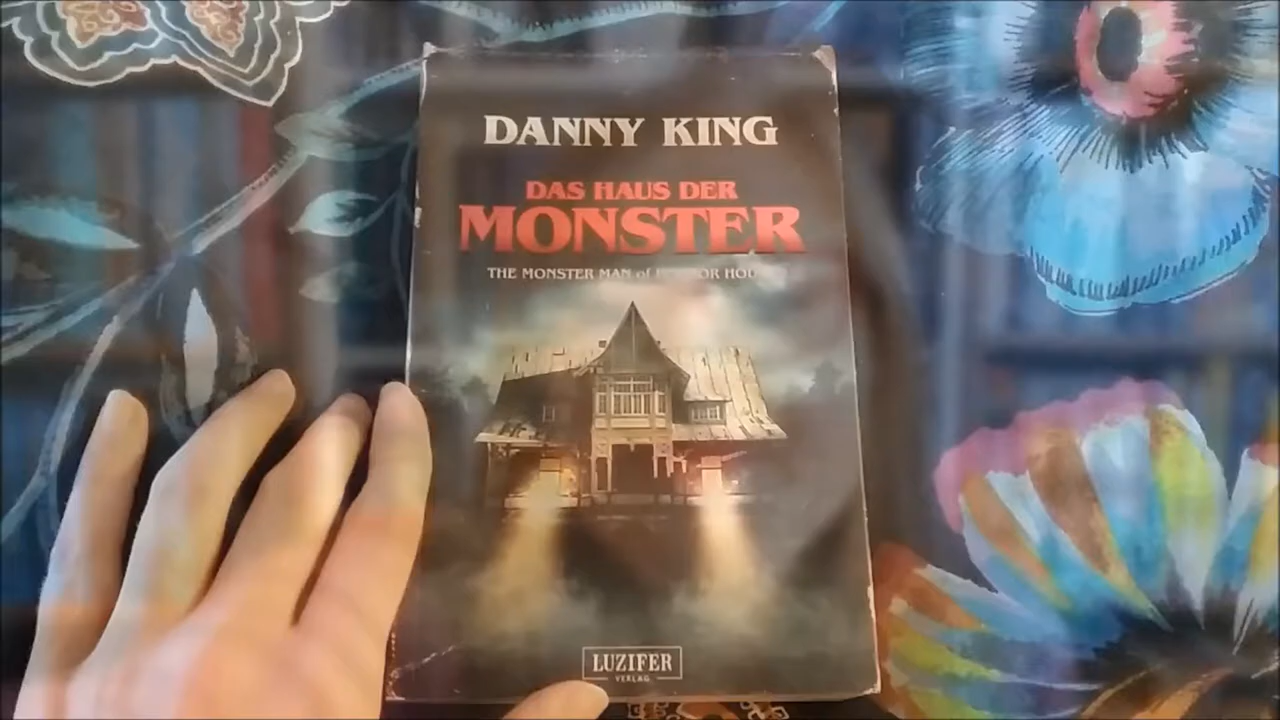 DANNY KING
DAS HAUS DER
MONSTER
THE MONSTER MAN of
LUZIFER
VERLAG